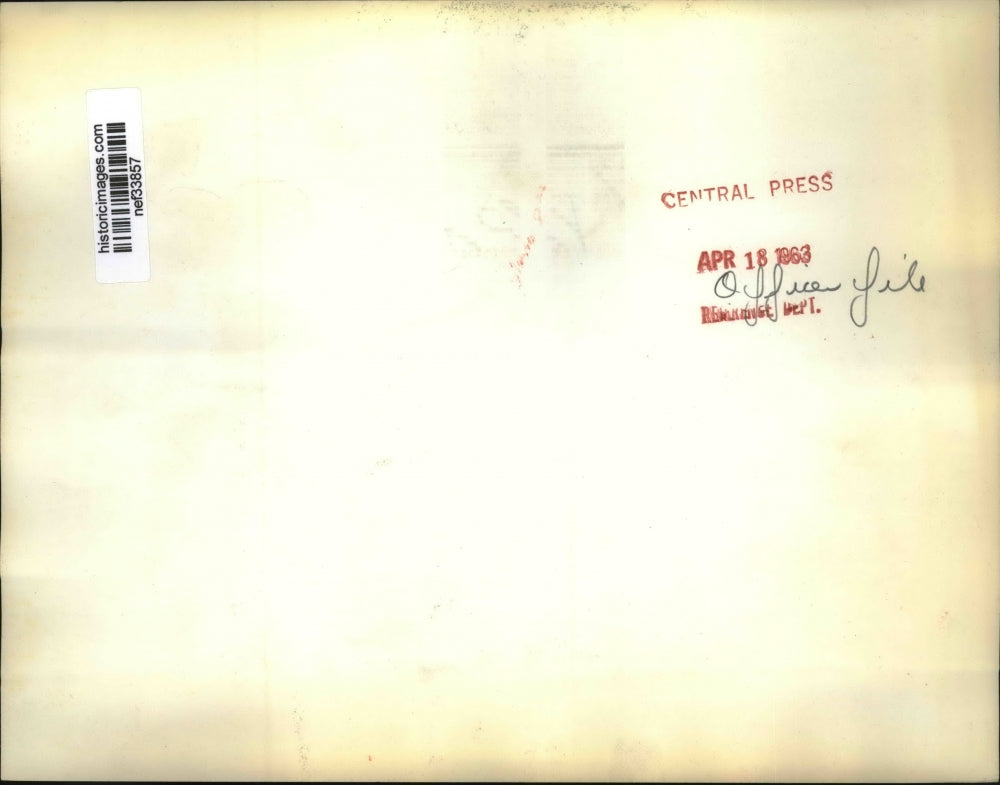 historicimages.com
nef33857
CENTRAL PRESS
APR 18 1963
Office File
REFERENCE DEPT.